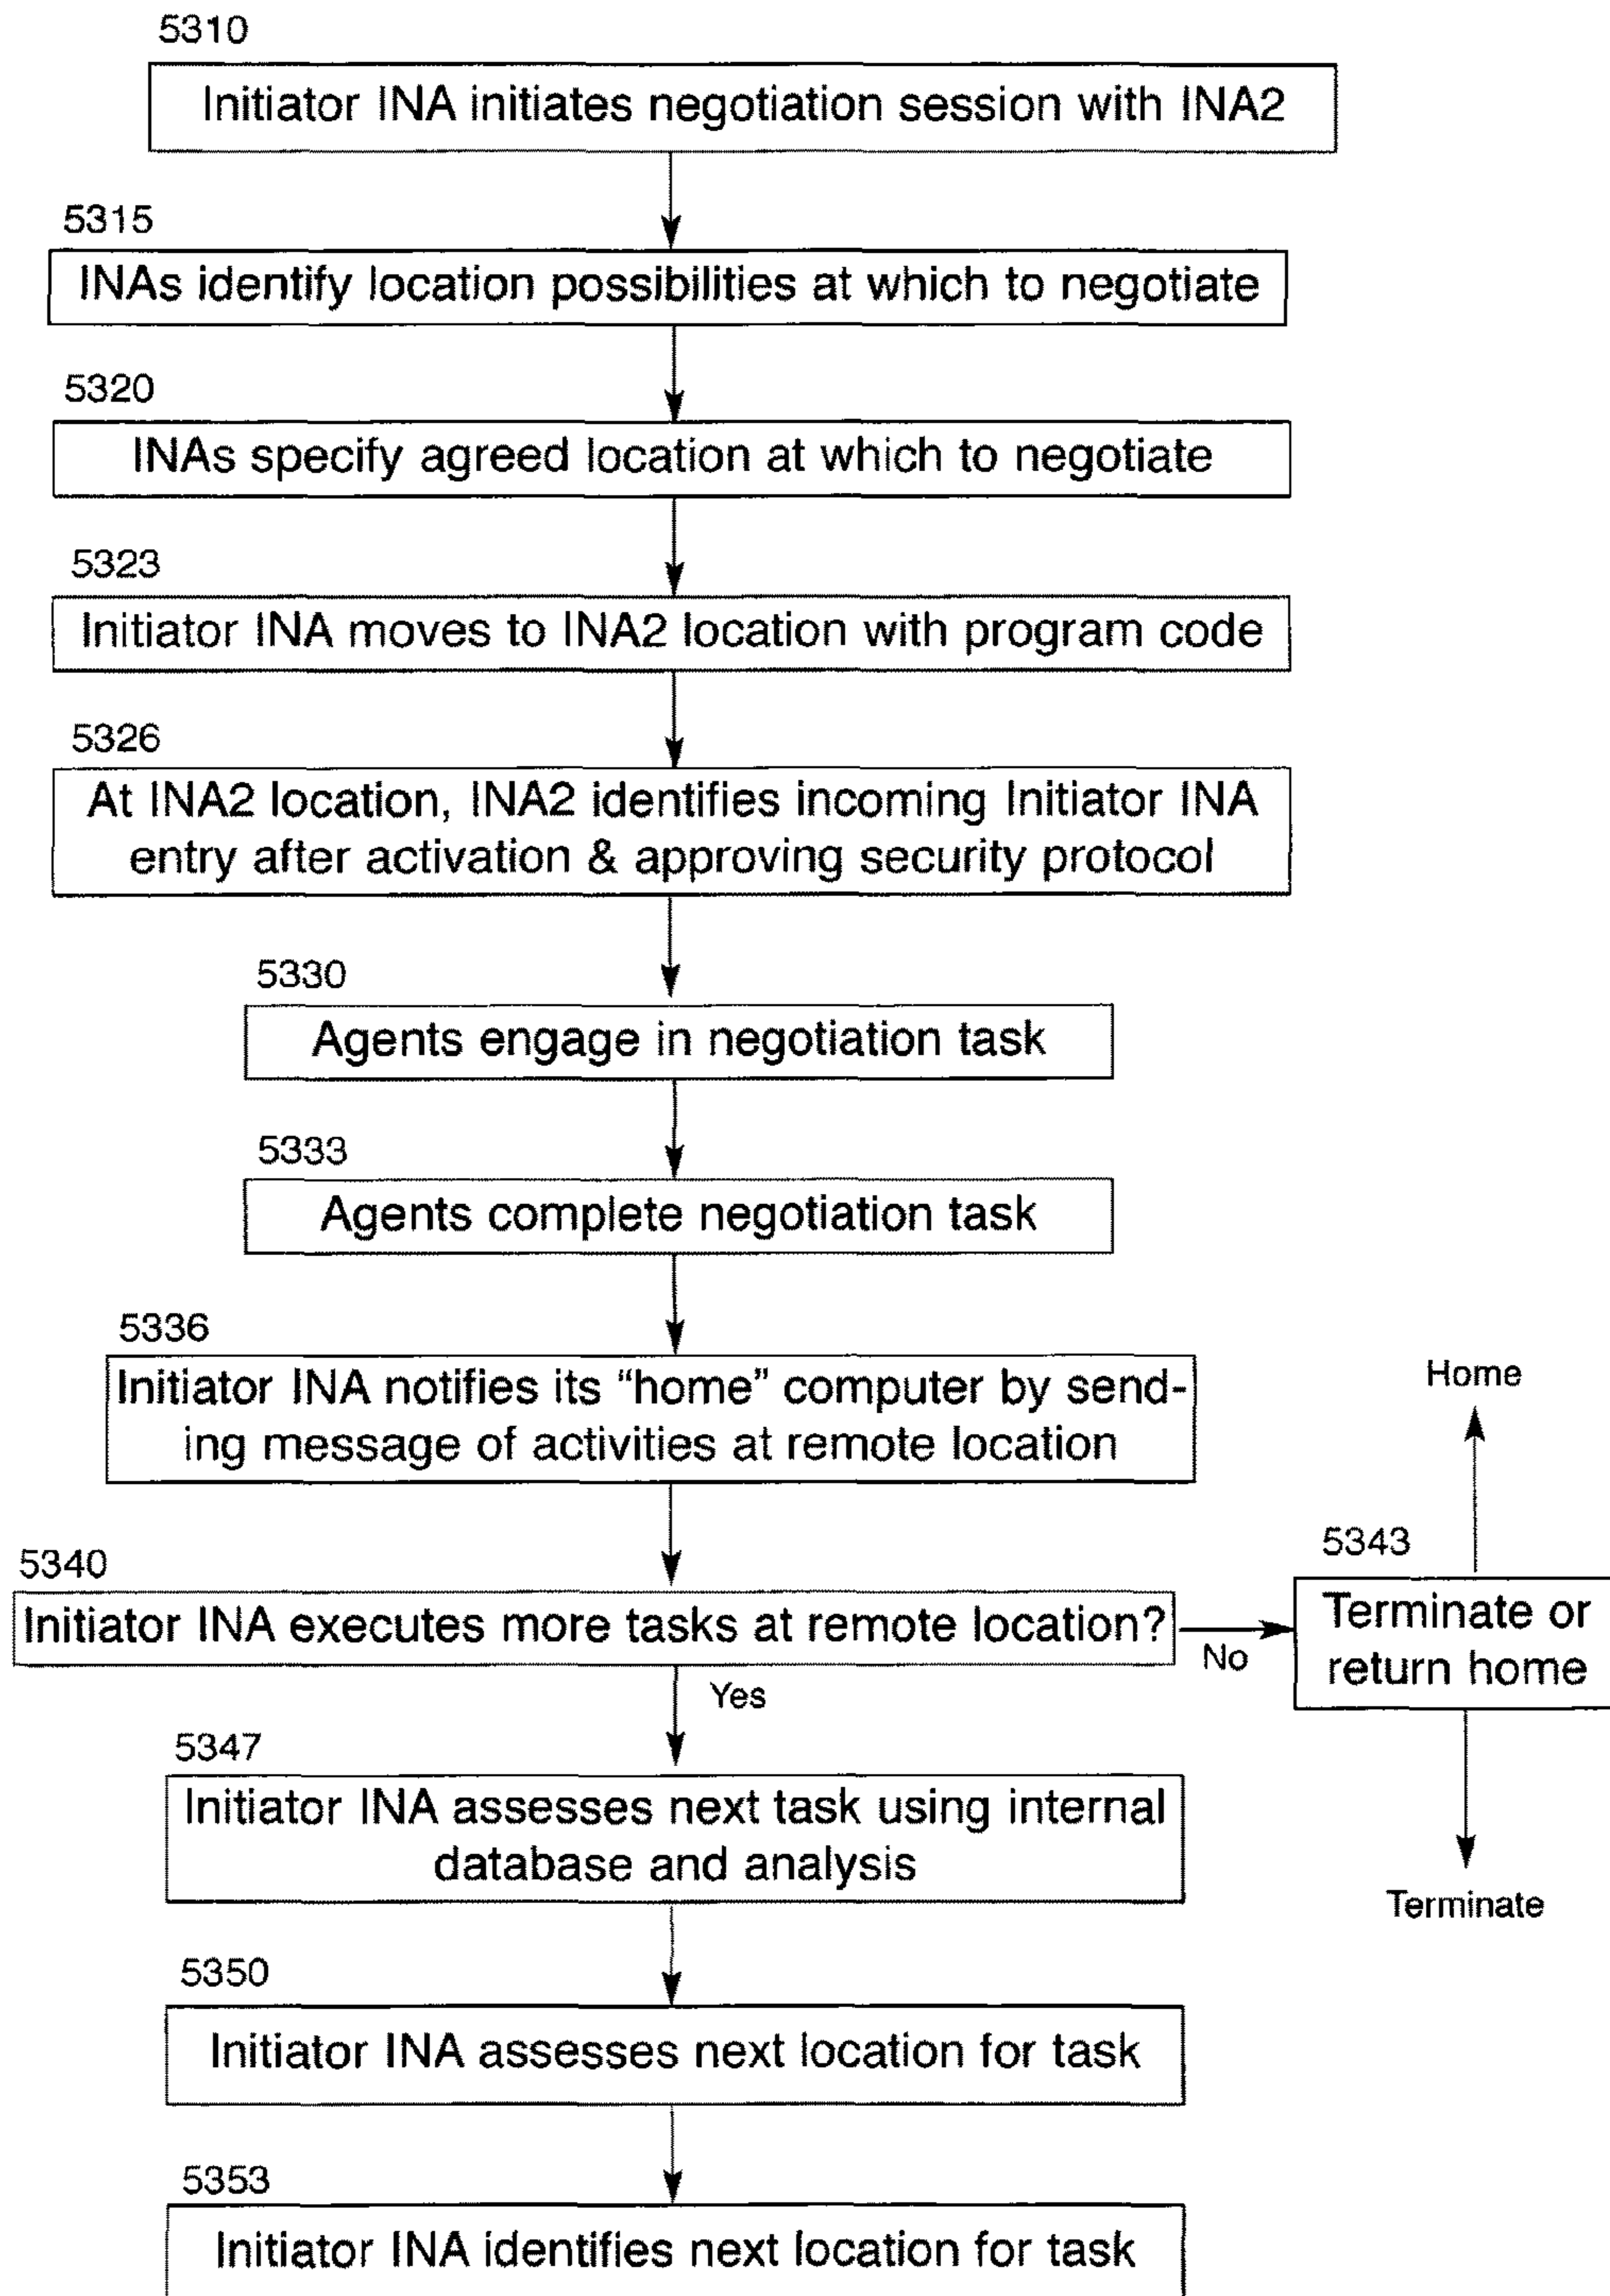 5310
Initiator INA initiates negotiation session with INA2
5315
INAs identify location possibilities at which to negotiate
5320
INAs specify agreed location at which to negotiate
5323
Initiator INA moves to INA2 location with program code
5326
At INA2 location, INA2 identifies incoming Initiator INA
entry after activation & approving security protocol
5330
Agents engage in negotiation task
5333
Agents complete negotiation task
5336
Initiator INA notifies its “home” computer by send-
ing message of activities at remote location
Home
5340
Initiator INA executes more tasks at remote location?
No
Yes
5343
Terminate or
return home
Terminate
5347
Initiator INA assesses next task using internal
database and analysis
5350
Initiator INA assesses next location for task
5353
Initiator INA identifies next location for task